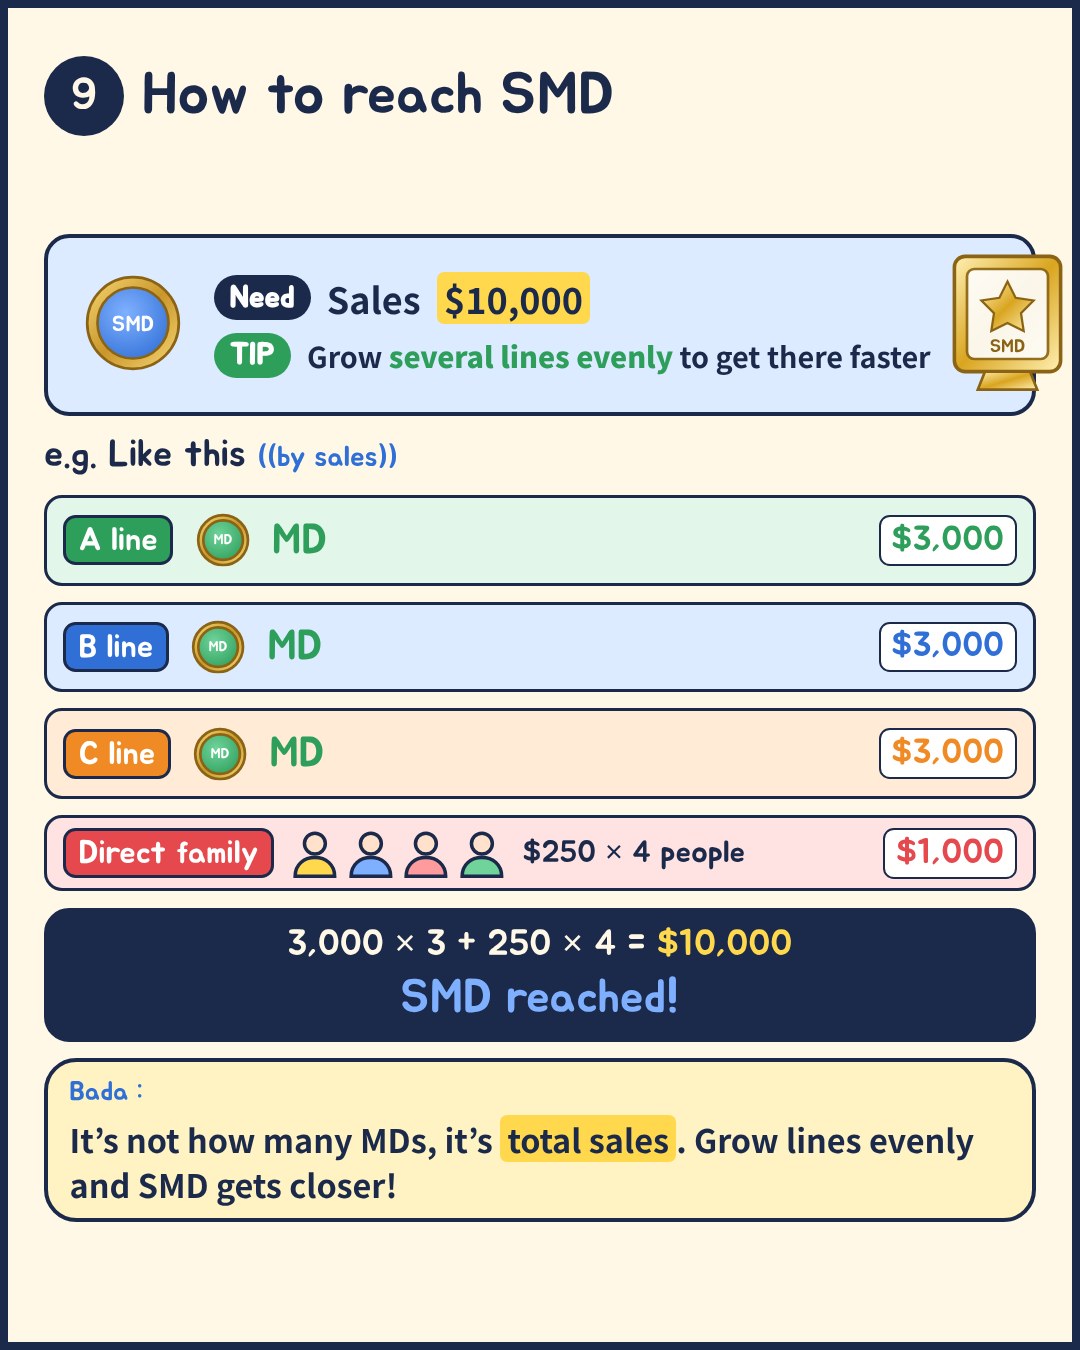 9 How to reach SMD
SMD
Need Sales $10,000
TIP Grow several lines evenly to get there faster
SMD
e.g. Like this ((by sales))
A line MD MD $3,000
B line MD MD $3,000
C line MD MD $3,000
Direct family $250 × 4 people $1,000
3,000 × 3 + 250 × 4 = $10,000
SMD reached!
Bada :
It’s not how many MDs, it’s total sales. Grow lines evenly
and SMD gets closer!